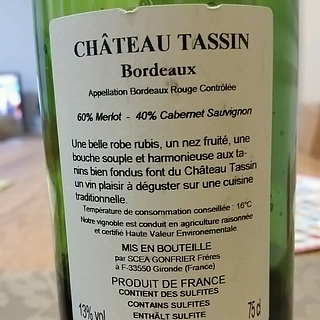 CHÂTEAU TASSIN
Bordeaux
Appellation Bordeaux Rouge Contrôlée
60% Merlot - 40% Cabernet Sauvignon
Une belle robe rubis, un nez fruité, une
bouche souple et harmonieuse aux ta-
nins bien fondus font du Château Tassin
un vin plaisir à déguster sur une cuisine
traditionnelle.
Température de consommation conseillée : 16°C
Notre vignoble est conduit en agriculture raisonnée
et certifié Haute Valeur Environementale.
MIS EN BOUTEILLE
par SCEA GONFRIER Frères
à F-33550 Gironde (France)
PRODUIT DE FRANCE
CONTIENT DES SULFITES
CONTAINS SULFITES
13% vol ENTHÄLT SULFITE 75 cl